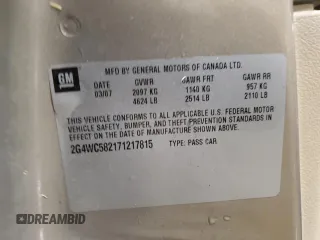 GM
MFD BY GENERAL MOTORS OF CANADA LTD.
DATE GVWR GAWR FRT GAWR RR
03/07 2097 KG 1140 KG 957 KG
4624 LB 2514 LB 2110 LB
THIS VEHICLE CONFORMS TO ALL APPLICABLE U.S. FEDERAL MOTOR
VEHICLE SAFETY, BUMPER, AND THEFT PREVENTION STANDARDS
IN EFFECT ON THE DATE OF MANUFACTURE SHOWN ABOVE.
2G4WC582171217815 TYPE: PASS CAR
DREAMBID